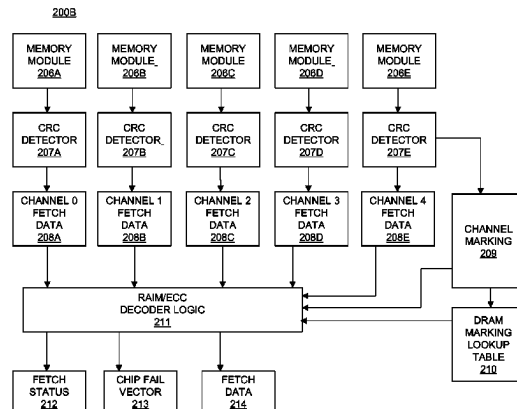 200B
MEMORY MODULE 206A
MEMORY MODULE 206B
MEMORY MODULE 206C
MEMORY MODULE 206D
MEMORY MODULE 206E
CRC DETECTOR 207A
CRC DETECTOR 207B
CRC DETECTOR 207C
CRC DETECTOR 207D
CRC DETECTOR 207E
CHANNEL 0 FETCH DATA 208A
CHANNEL 1 FETCH DATA 208B
CHANNEL 2 FETCH DATA 208C
CHANNEL 3 FETCH DATA 208D
CHANNEL 4 FETCH DATA 208E
CHANNEL MARKING 209
RAIM/ECC DECODER LOGIC 211
DRAM MARKING LOOKUP TABLE 210
FETCH STATUS 212
CHIP FAIL VECTOR 213
FETCH DATA 214